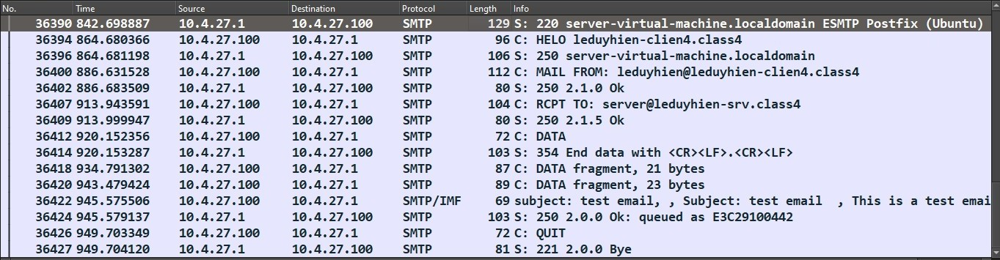 No. Time Source Destination Protocol Length Info
36390 842.698887 10.4.27.1 10.4.27.100 SMTP 129 S: 220 server-virtual-machine.localdomain ESMTP Postfix (Ubuntu)
36394 864.680366 10.4.27.100 10.4.27.1 SMTP 96 C: HELO leduyhien-clien4.class4
36396 864.681198 10.4.27.1 10.4.27.100 SMTP 106 S: 250 server-virtual-machine.localdomain
36400 886.631528 10.4.27.100 10.4.27.1 SMTP 112 C: MAIL FROM: leduyhien@leduyhien-clien4.class4
36402 886.683509 10.4.27.1 10.4.27.100 SMTP 80 S: 250 2.1.0 Ok
36407 913.943591 10.4.27.100 10.4.27.1 SMTP 104 C: RCPT TO: server@leduyhien-srv.class4
36409 913.999947 10.4.27.1 10.4.27.100 SMTP 80 S: 250 2.1.5 Ok
36412 920.152356 10.4.27.100 10.4.27.1 SMTP 72 C: DATA
36414 920.153287 10.4.27.1 10.4.27.100 SMTP 103 S: 354 End data with <CR><LF>.<CR><LF>
36418 934.791302 10.4.27.100 10.4.27.1 SMTP 87 C: DATA fragment, 21 bytes
36420 943.479424 10.4.27.100 10.4.27.1 SMTP 89 C: DATA fragment, 23 bytes
36422 945.575506 10.4.27.100 10.4.27.1 SMTP/IMF 69 subject: test email, , Subject: test email , This is a test emai
36424 945.579137 10.4.27.1 10.4.27.100 SMTP 103 S: 250 2.0.0 Ok: queued as E3C29100442
36426 949.703349 10.4.27.100 10.4.27.1 SMTP 72 C: QUIT
36427 949.704120 10.4.27.1 10.4.27.100 SMTP 81 S: 221 2.0.0 Bye